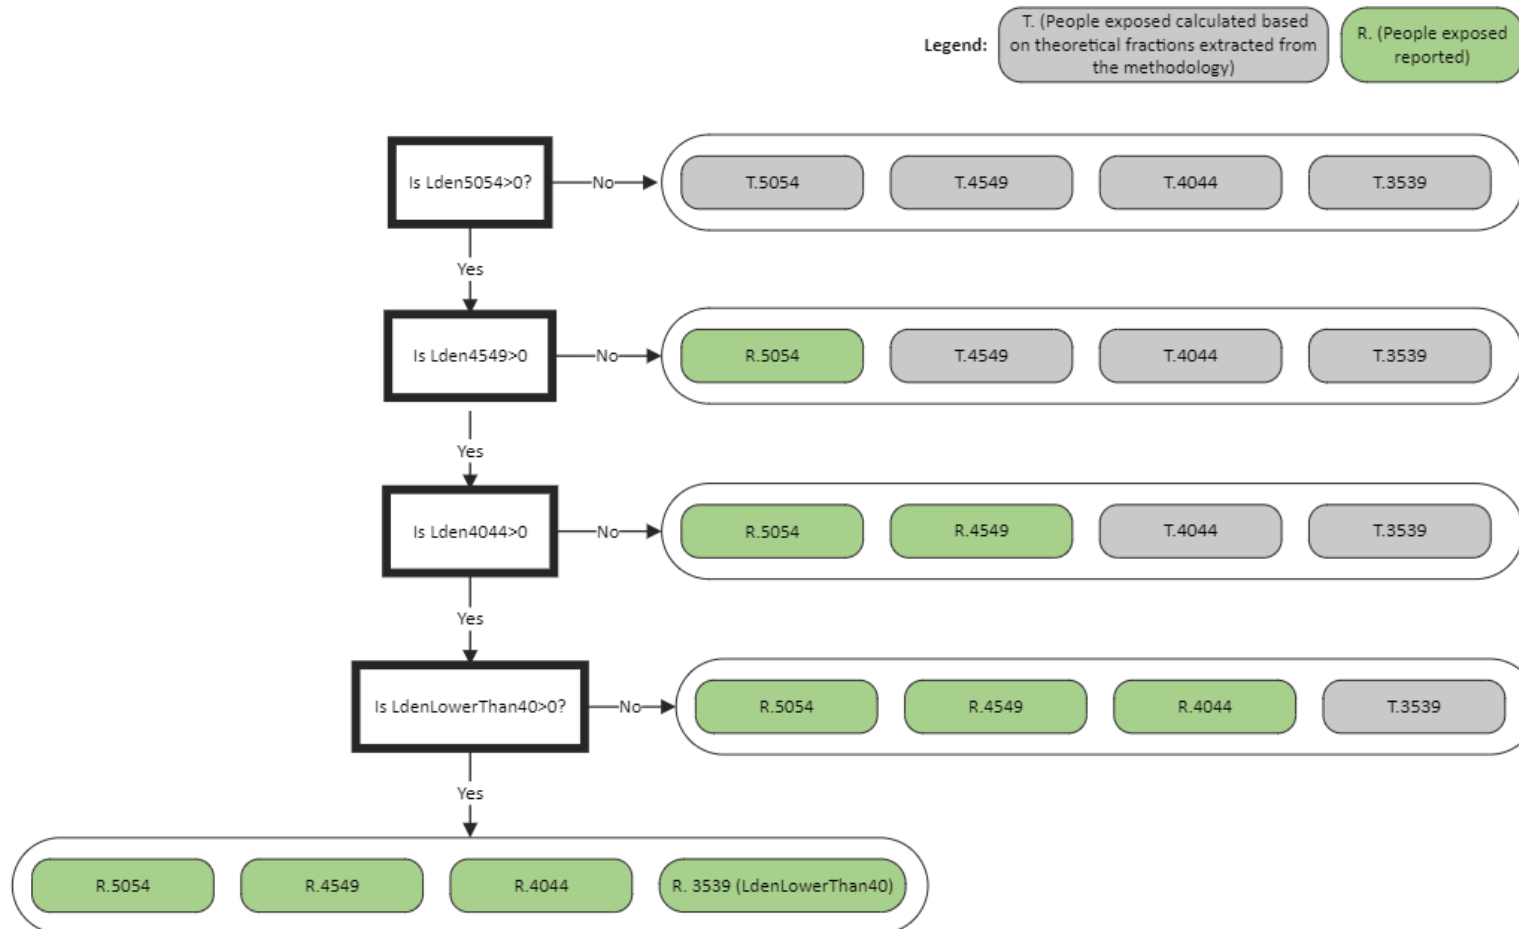 Legend:
T. (People exposed calculated based
on theoretical fractions extracted from
the methodology)
R. (People exposed
reported)
Is Lden5054>0?
No
T.5054
T.4549
T.4044
T.3539
Yes
Is Lden4549>0
No
R.5054
T.4549
T.4044
T.3539
Yes
Is Lden4044>0
No
R.5054
R.4549
T.4044
T.3539
Yes
Is LdenLowerThan40>0?
No
R.5054
R.4549
R.4044
T.3539
Yes
R.5054
R.4549
R.4044
R. 3539 (LdenLowerThan40)